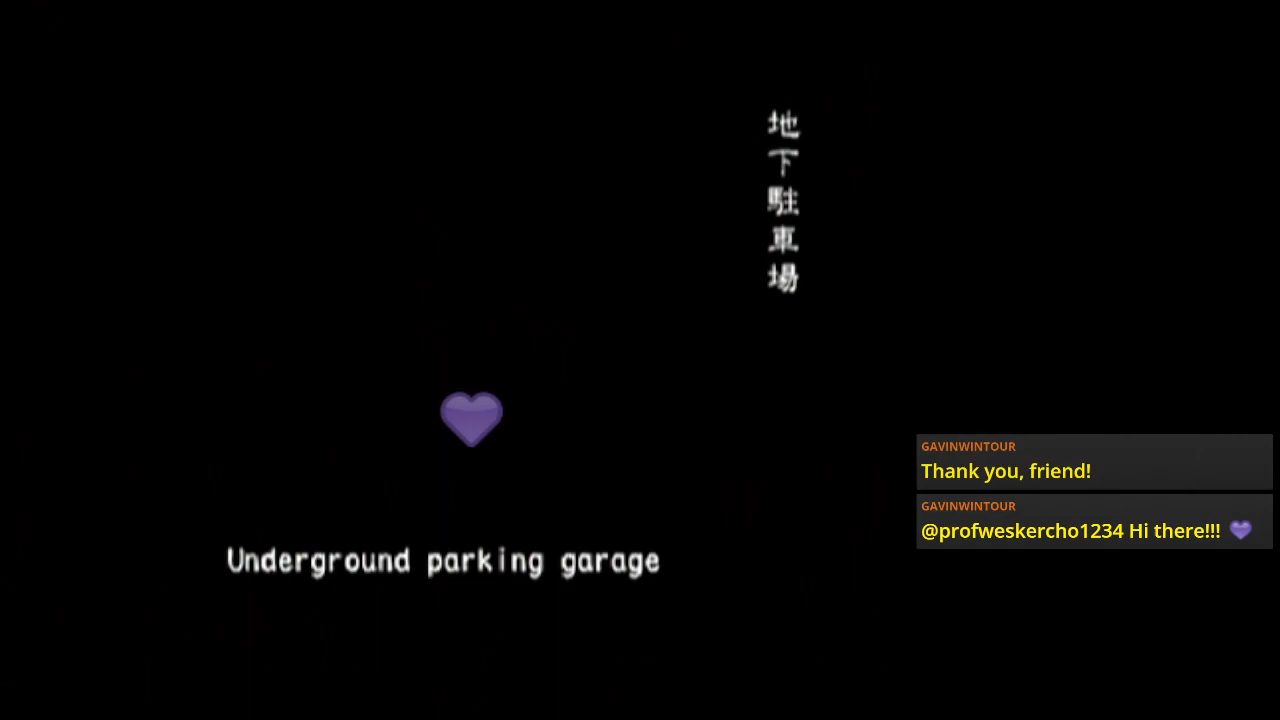 地下駐車場
Underground parking garage
GAVINWINTOUR
Thank you, friend!
GAVINWINTOUR
@profweskercho1234 Hi there!!! 💜